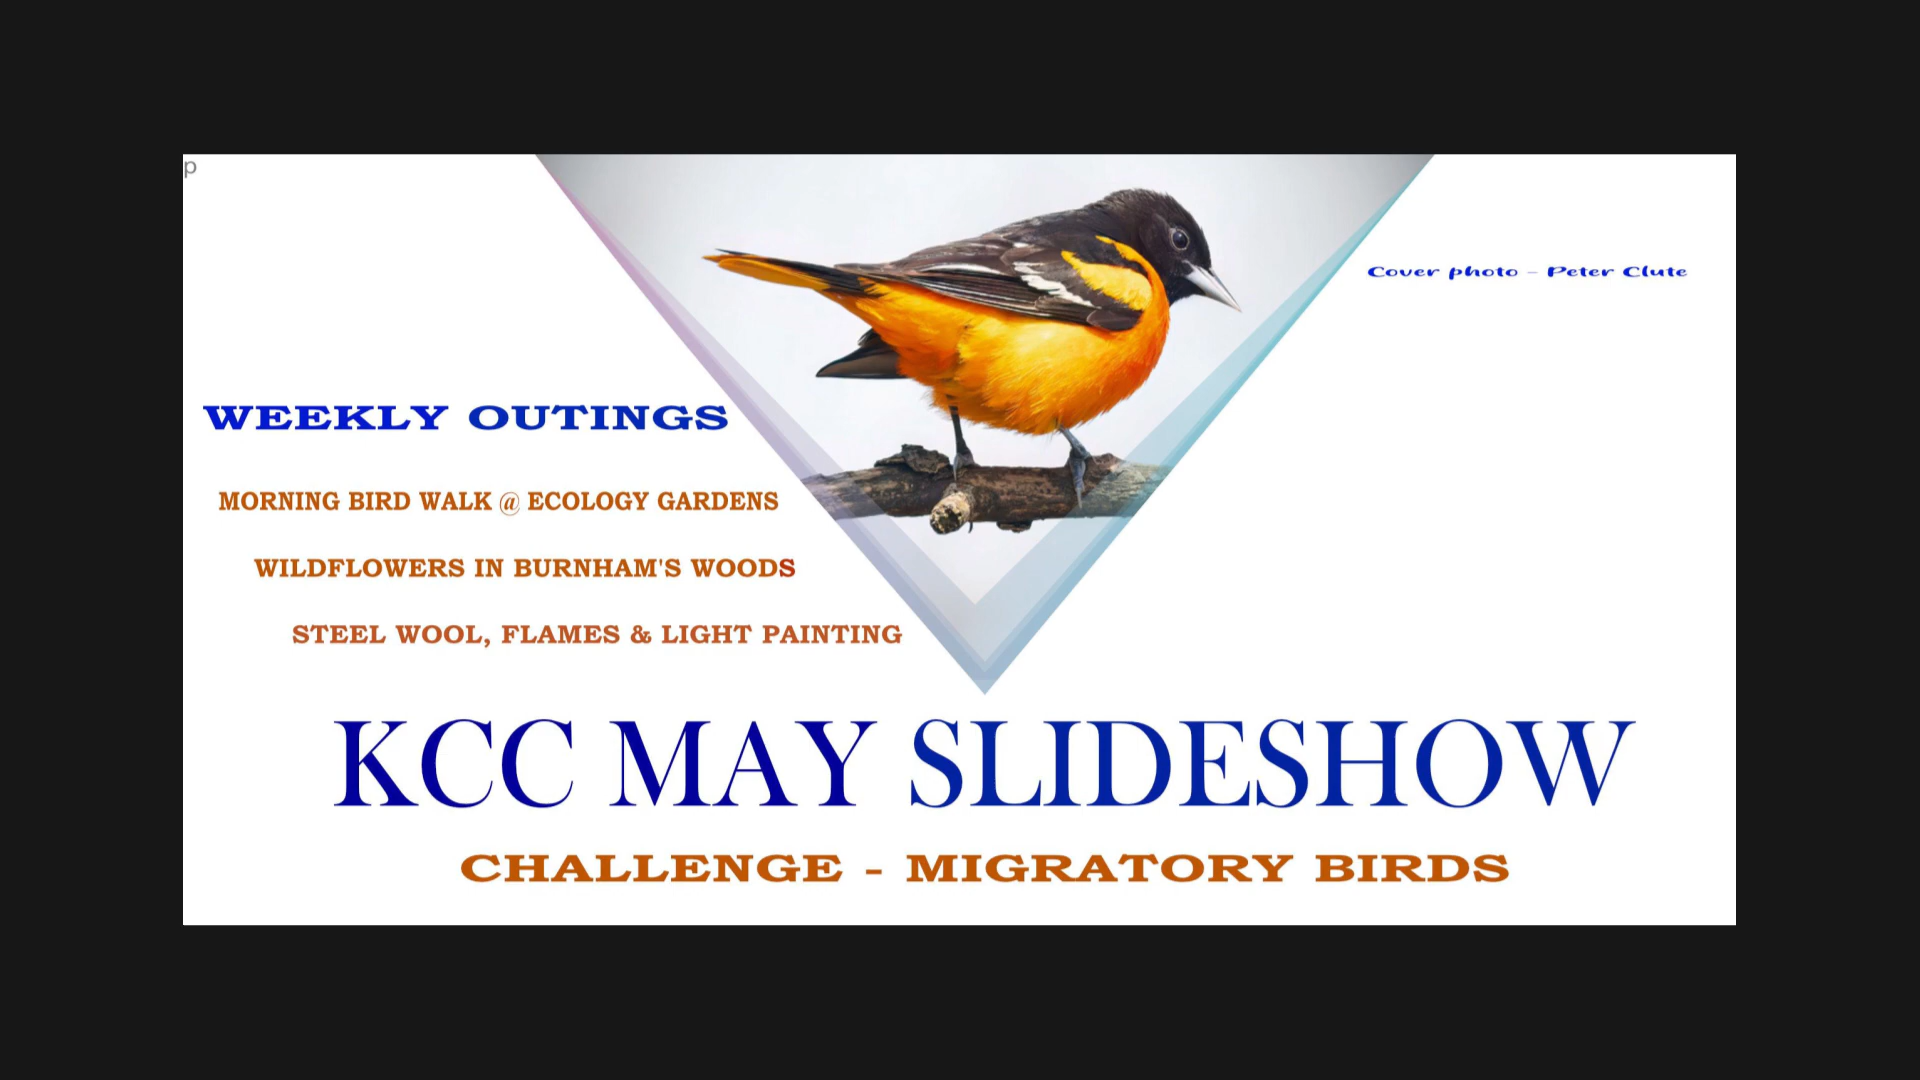 p
Cover photo - Peter Clute
WEEKLY OUTINGS
MORNING BIRD WALK @ ECOLOGY GARDENS
WILDFLOWERS IN BURNHAM'S WOODS
STEEL WOOL, FLAMES & LIGHT PAINTING
KCC MAY SLIDESHOW
CHALLENGE - MIGRATORY BIRDS